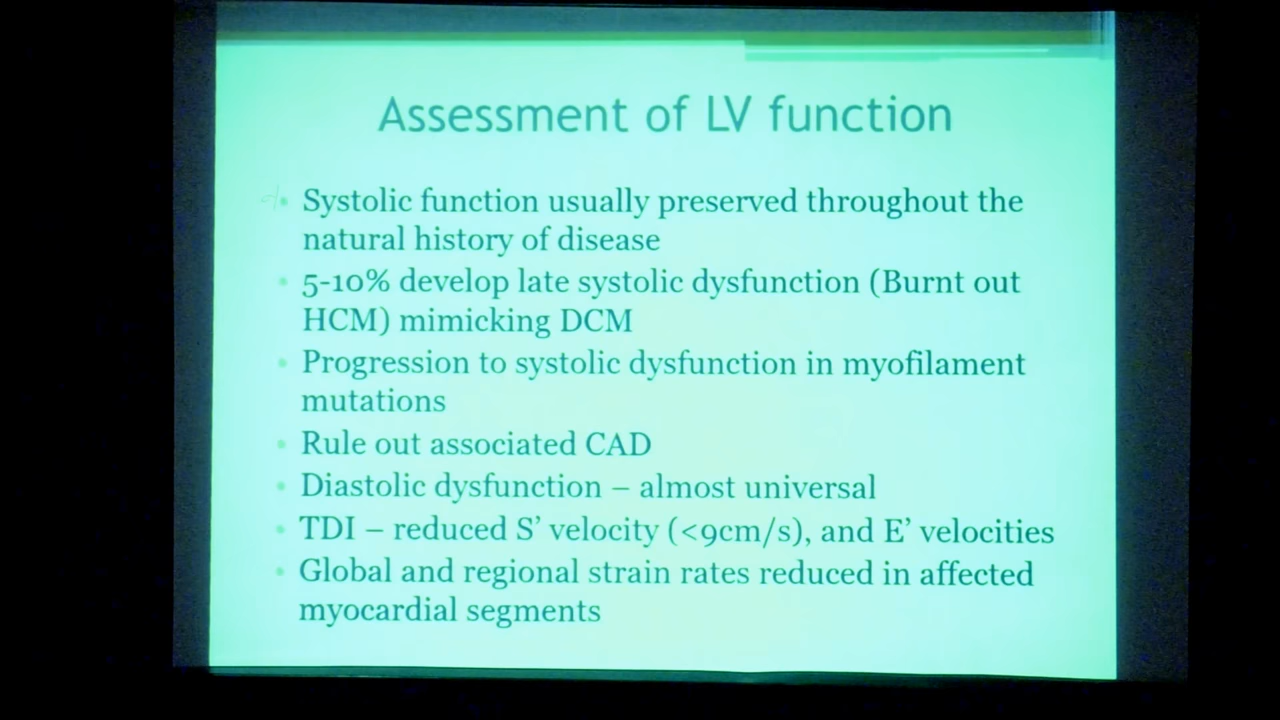 Assessment of LV function
Systolic function usually preserved throughout the
natural history of disease
5-10% develop late systolic dysfunction (Burnt out
HCM) mimicking DCM
Progression to systolic dysfunction in myofilament
mutations
Rule out associated CAD
Diastolic dysfunction – almost universal
TDI – reduced S’ velocity (<9cm/s), and E’ velocities
Global and regional strain rates reduced in affected
myocardial segments